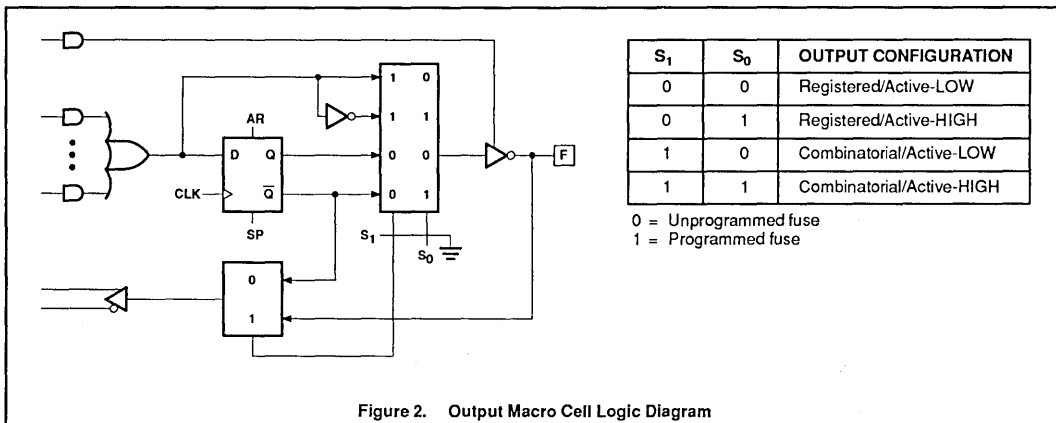 AR
D Q
CLK
Q
SP
1 0
1 1
0 0
0 1
S1
S0
F
0
1
S1 S0 OUTPUT CONFIGURATION
0 0 Registered/Active-LOW
0 1 Registered/Active-HIGH
1 0 Combinatorial/Active-LOW
1 1 Combinatorial/Active-HIGH
0 = Unprogrammed fuse
1 = Programmed fuse
Figure 2. Output Macro Cell Logic Diagram